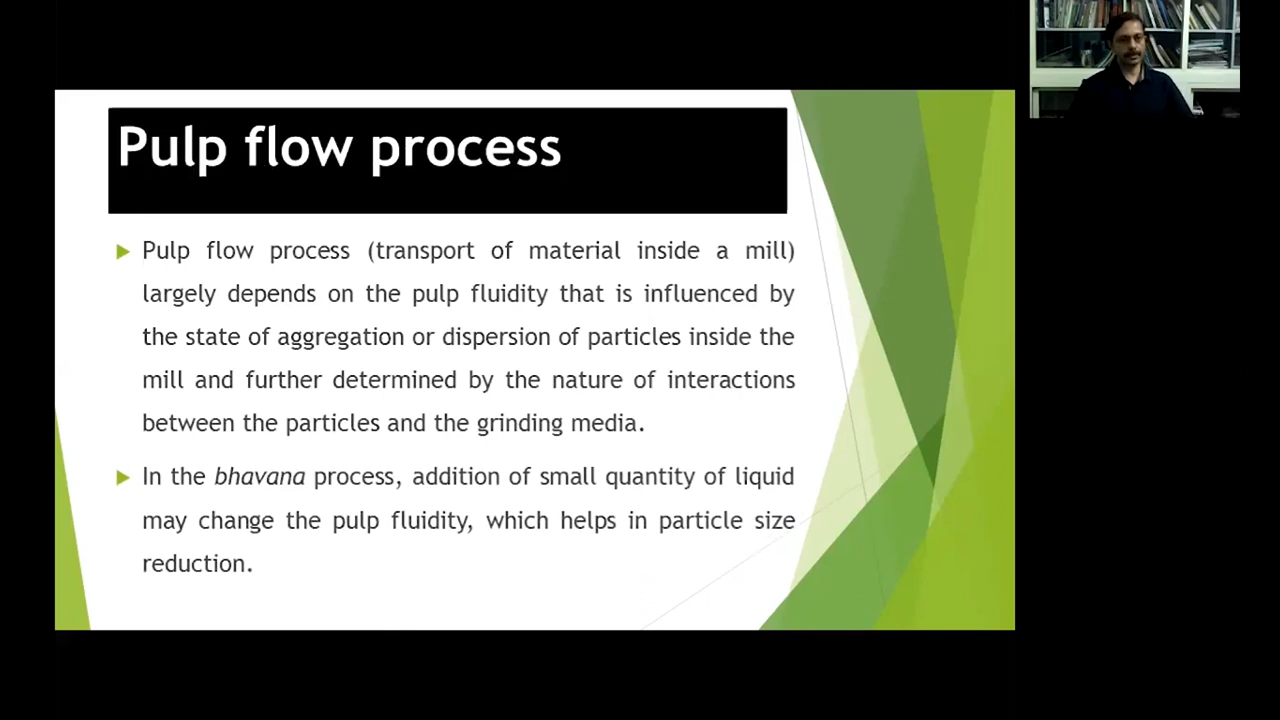 Pulp flow process
Pulp flow process (transport of material inside a mill)
largely depends on the pulp fluidity that is influenced by
the state of aggregation or dispersion of particles inside the
mill and further determined by the nature of interactions
between the particles and the grinding media.
In the bhavana process, addition of small quantity of liquid
may change the pulp fluidity, which helps in particle size
reduction.